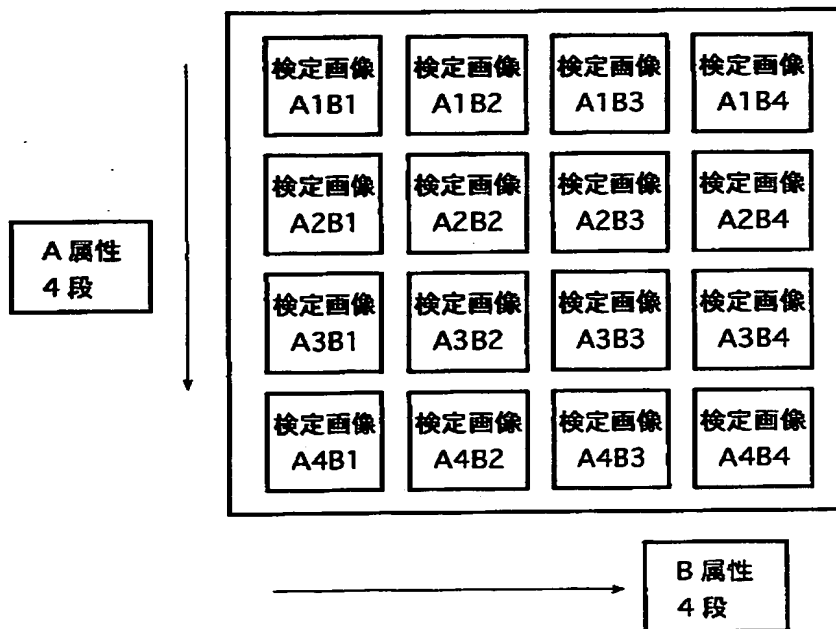 検定画像
A1B1
検定画像
A1B2
検定画像
A1B3
検定画像
A1B4
検定画像
A2B1
検定画像
A2B2
検定画像
A2B3
検定画像
A2B4
A 属性
4 段
検定画像
A3B1
検定画像
A3B2
検定画像
A3B3
検定画像
A3B4
検定画像
A4B1
検定画像
A4B2
検定画像
A4B3
検定画像
A4B4
B 属性
4 段